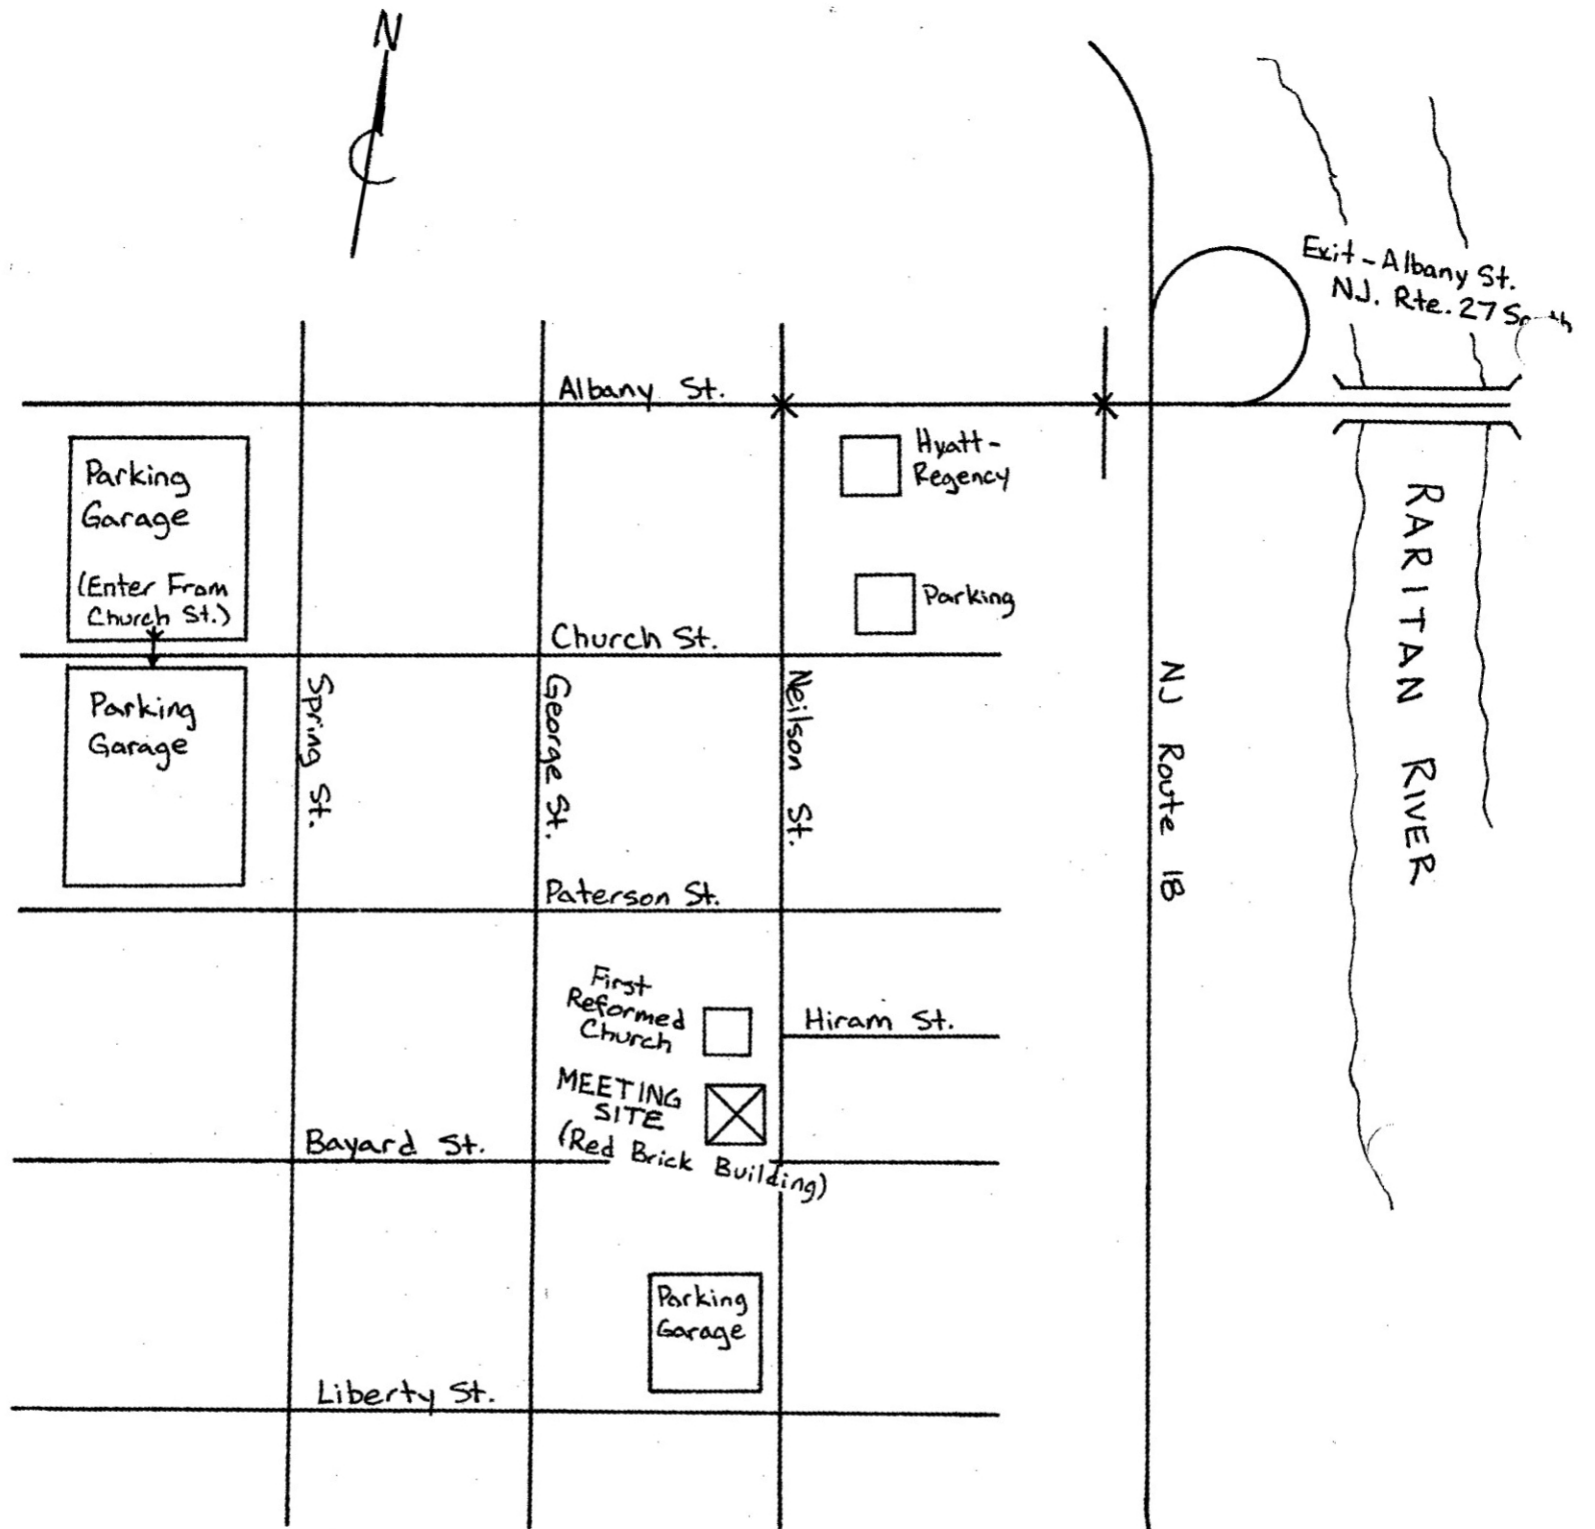 N
Exit - Albany St.
NJ. Rte. 27 South
Albany St.
Hyatt-
Regency
Parking
Garage
(Enter From
Church St.)
Parking
Church St.
Parking
Garage
Spring St.
George St.
Neilson St.
NJ Route 18
RARITAN RIVER
Paterson St.
First
Reformed
Church
Hiram St.
MEETING
SITE
(Red Brick Building)
Bayard St.
Parking
Garage
Liberty St.